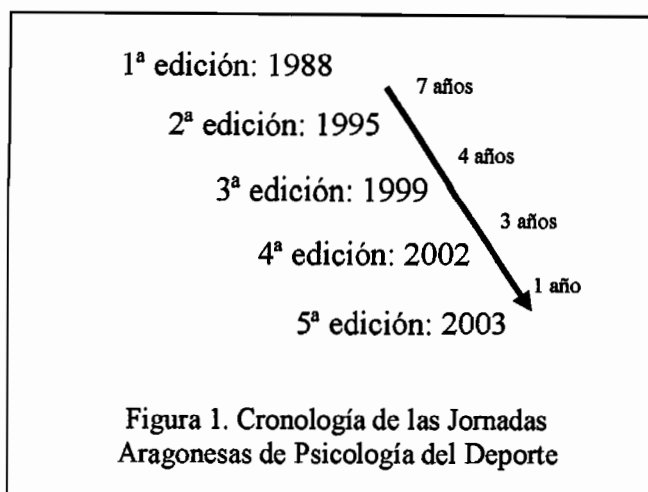 1ª edición: 1988
7 años
2ª edición: 1995
4 años
3ª edición: 1999
3 años
4ª edición: 2002
1 año
5ª edición: 2003
Figura 1. Cronología de las Jornadas
Aragonesas de Psicología del Deporte